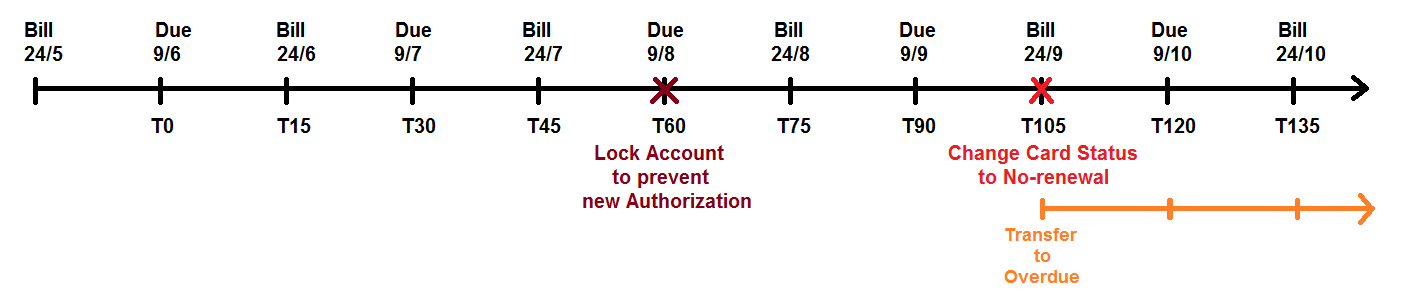 Bill Due Bill Due Bill Due Bill Due Bill Due Bill
24/5 9/6 24/6 9/7 24/7 9/8 24/8 9/9 24/9 9/10 24/10
T0 T15 T30 T45 T60 T75 T90 T105 T120 T135
Lock Account
to prevent
new Authorization
Change Card Status
to No-renewal
Transfer
to
Overdue